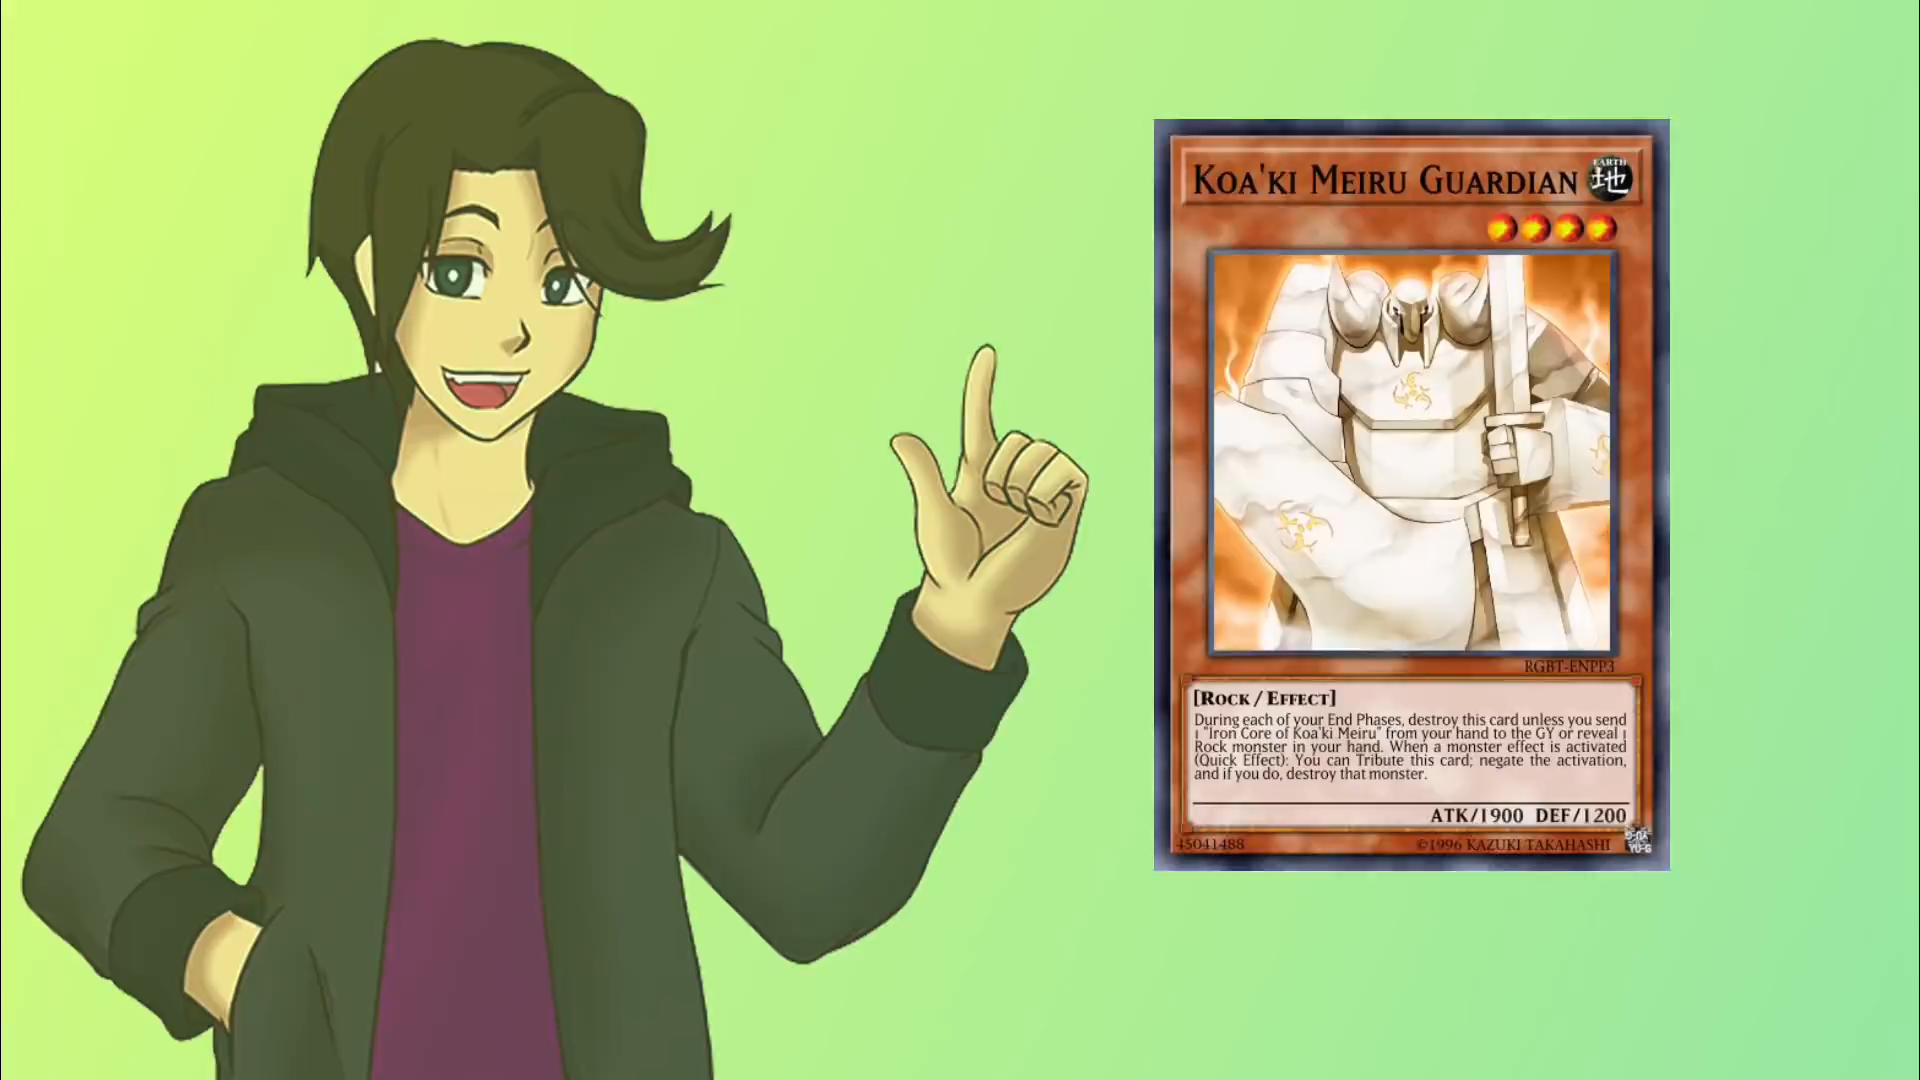 KOA'KI MEIRU GUARDIAN
EARTH
地
RGBT-ENPP3
[ROCK / EFFECT]
During each of your End Phases, destroy this card unless you send
1 "Iron Core of Koa'ki Meiru" from your hand to the GY or reveal 1
Rock monster in your hand. When a monster effect is activated
(Quick Effect): You can Tribute this card; negate the activation,
and if you do, destroy that monster.
ATK/1900 DEF/1200
45041488
©1996 KAZUKI TAKAHASHI